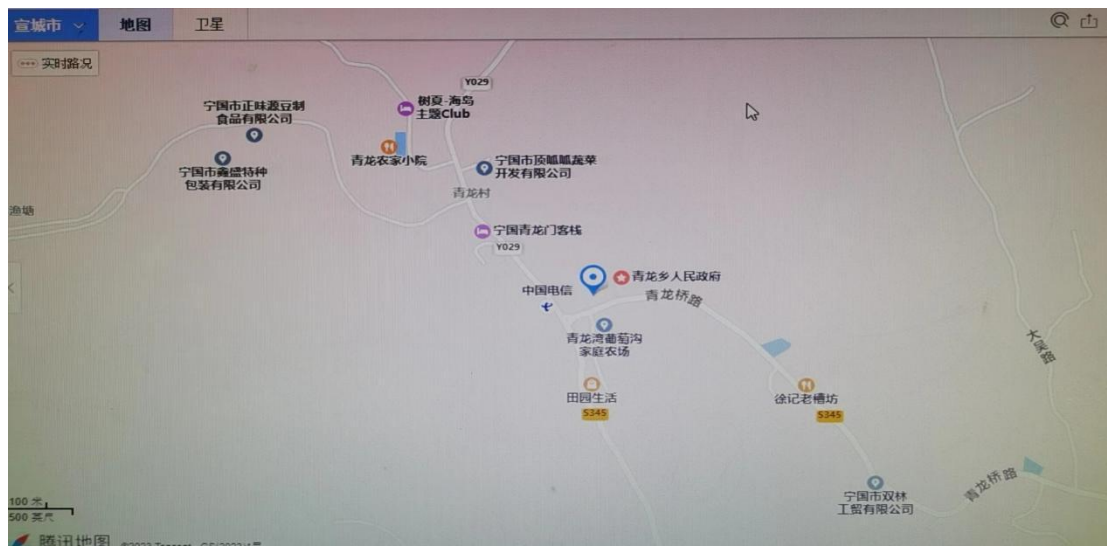 宣城市
地图
卫星
实时路况
Y029
树夏-海岛
主题Club
宁国市正味源豆制
食品有限公司
青龙农家小院
宁国市顶呱呱蔬菜
开发有限公司
宁国市鑫盛特种
包装有限公司
青龙村
渔塘
宁国青龙门客栈
Y029
青龙乡人民政府
中国电信
青龙桥路
青龙湾葡萄沟
家庭农场
大吴路
田园生活
S345
徐记老槽坊
S345
青龙桥路
宁国市双林
工贸有限公司
100 米
500 英尺
腾讯地图